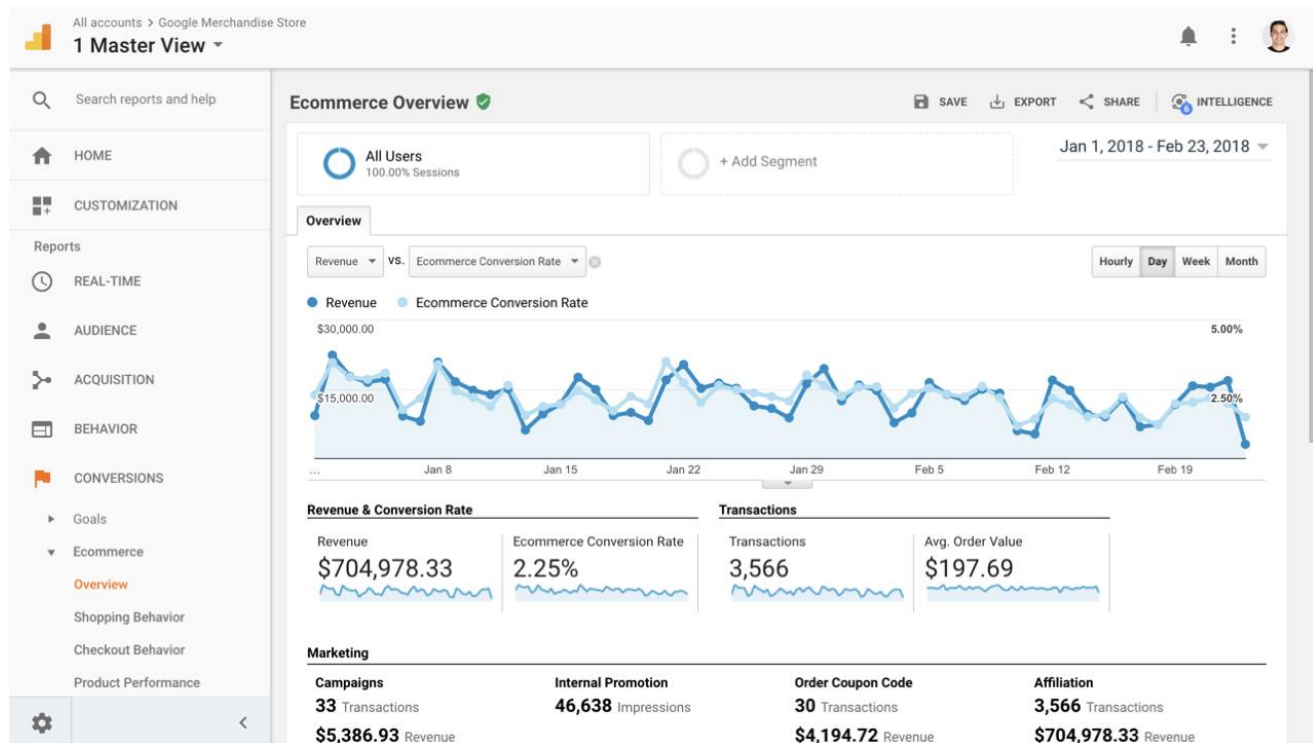 All accounts > Google Merchandise Store
1 Master View
Search reports and help
HOME
CUSTOMIZATION
Reports
REAL-TIME
AUDIENCE
ACQUISITION
BEHAVIOR
CONVERSIONS
Goals
Ecommerce
Overview
Shopping Behavior
Checkout Behavior
Product Performance
Ecommerce Overview
SAVE
EXPORT
SHARE
6
INTELLIGENCE
All Users
100.00% Sessions
+ Add Segment
Jan 1, 2018 - Feb 23, 2018
Overview
Revenue VS. Ecommerce Conversion Rate
Hourly Day Week Month
Revenue Ecommerce Conversion Rate
$30,000.00 5.00%
$15,000.00 2.50%
... Jan 8 Jan 15 Jan 22 Jan 29 Feb 5 Feb 12 Feb 19
Revenue & Conversion Rate
Revenue
$704,978.33
Ecommerce Conversion Rate
2.25%
Transactions
Transactions
3,566
Avg. Order Value
$197.69
Marketing
Campaigns
33 Transactions
$5,386.93 Revenue
Internal Promotion
46,638 Impressions
Order Coupon Code
30 Transactions
$4,194.72 Revenue
Affiliation
3,566 Transactions
$704,978.33 Revenue